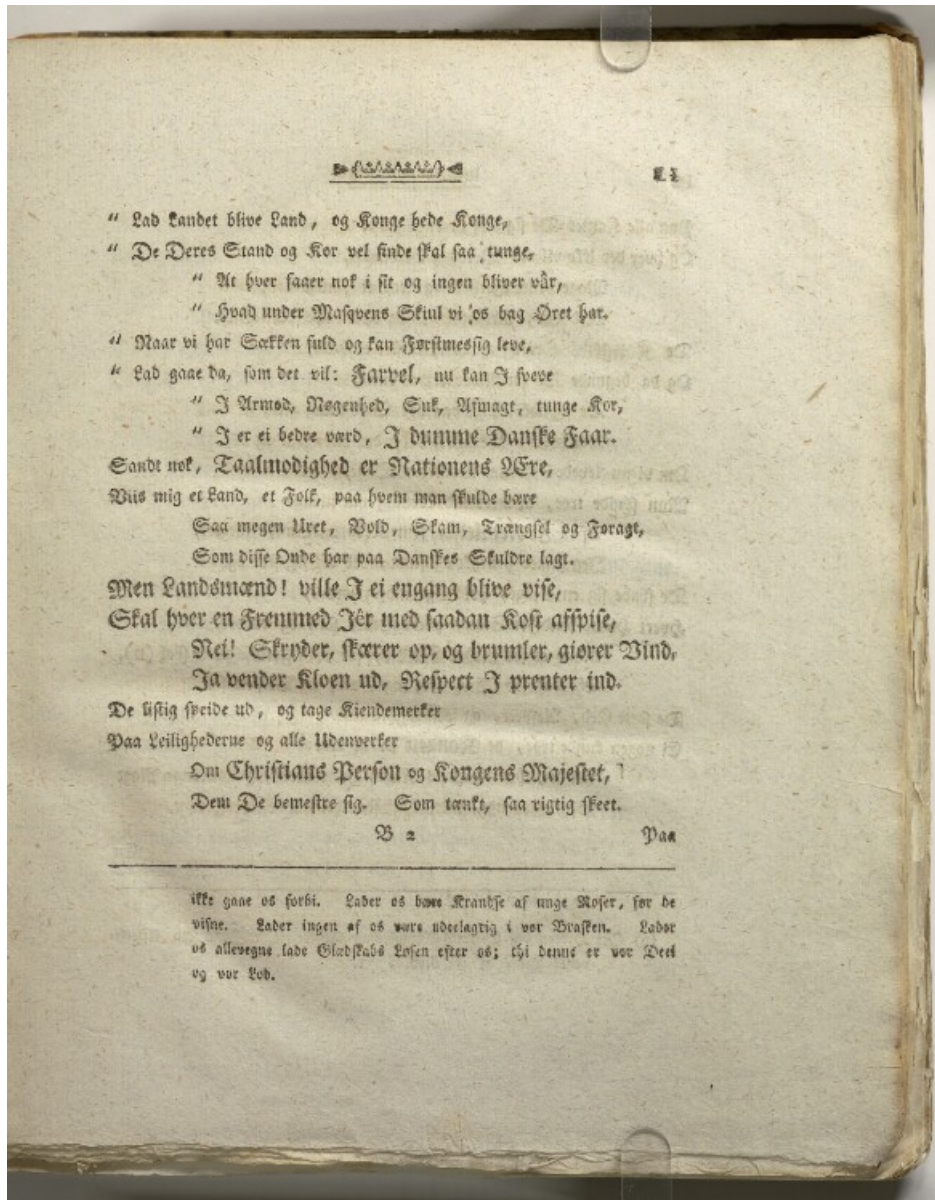 11
“ Lad Landet blive Land, og Konge hede Konge,
“ De Deres Stand og Kor vel finde skal saa tunge,
“ At hver faaer nok i sit og ingen bliver vâr,
“ Hvad under Masqvens Skiul vi os bag Øret har.
“ Naar vi har Sækken fuld og kan Førstmessig leve,
“ Lad gaae da, som det vil: Farvel, nu kan I sveve
“ I Armod, Nøgenhed, Suk, Afmagt, tunge Kor,
“ I er ei bedre værd, I dumme Danske Faar.
Sandt nok, Taalmodighed er Nationens Ære,
Viis mig et Land, et Folk, paa hvem man skulde bære
Saa megen Uret, Vold, Skam, Trængsel og Foragt,
Som disse Onde har paa Danskes Skuldre lagt.
Men Landsmænd! ville I ei engang blive vise,
Skal hver en Fremmed Jêr med saadan Kost afspise,
Nei! Skryder, skærer op, og brumler, giører Vind,
Ja vender Kloen ud, Respect I prenter ind.
De listig speide ud, og tage Kiendemerker
Paa Leilighederne og alle Udenverker
Om Christians Person og Kongens Majestet,
Dem De bemestre sig. Som tænkt, saa rigtig skeet.
B 2 Paa
ikke gaae os forbi. Lader os bære Krandse af unge Roser, før de
visne. Lader ingen af os være udeelagtig i vor Brasken. Lader
os allevegne lade Glædskabs Løsen efter os; thi denne er vor Deel
og vor Lod.